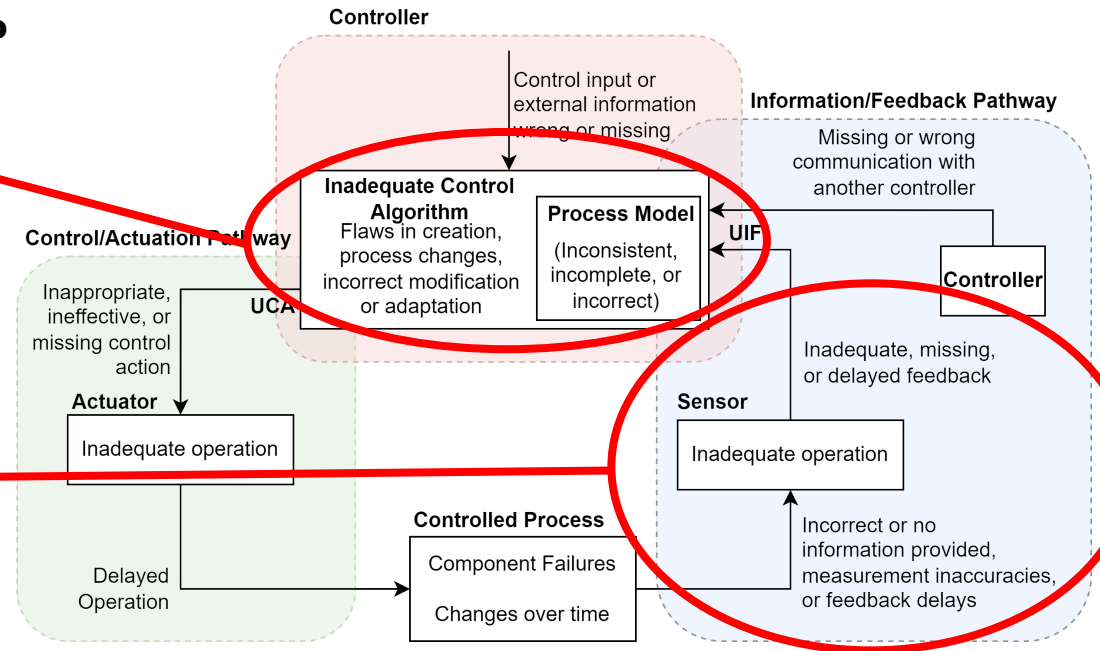 Controller
Control input or
external information
wrong or missing
Information/Feedback Pathway
Missing or wrong
communication with
another controller
Inadequate Control
Algorithm
Flaws in creation,
process changes,
incorrect modification
or adaptation
Process Model
(Inconsistent,
incomplete, or
incorrect)
UIF
Controller
Control/Actuation Pathway
UCA
Inappropriate,
ineffective, or
missing control
action
Actuator
Inadequate operation
Inadequate, missing,
or delayed feedback
Sensor
Inadequate operation
Controlled Process
Component Failures
Changes over time
Delayed
Operation
Incorrect or no
information provided,
measurement inaccuracies,
or feedback delays